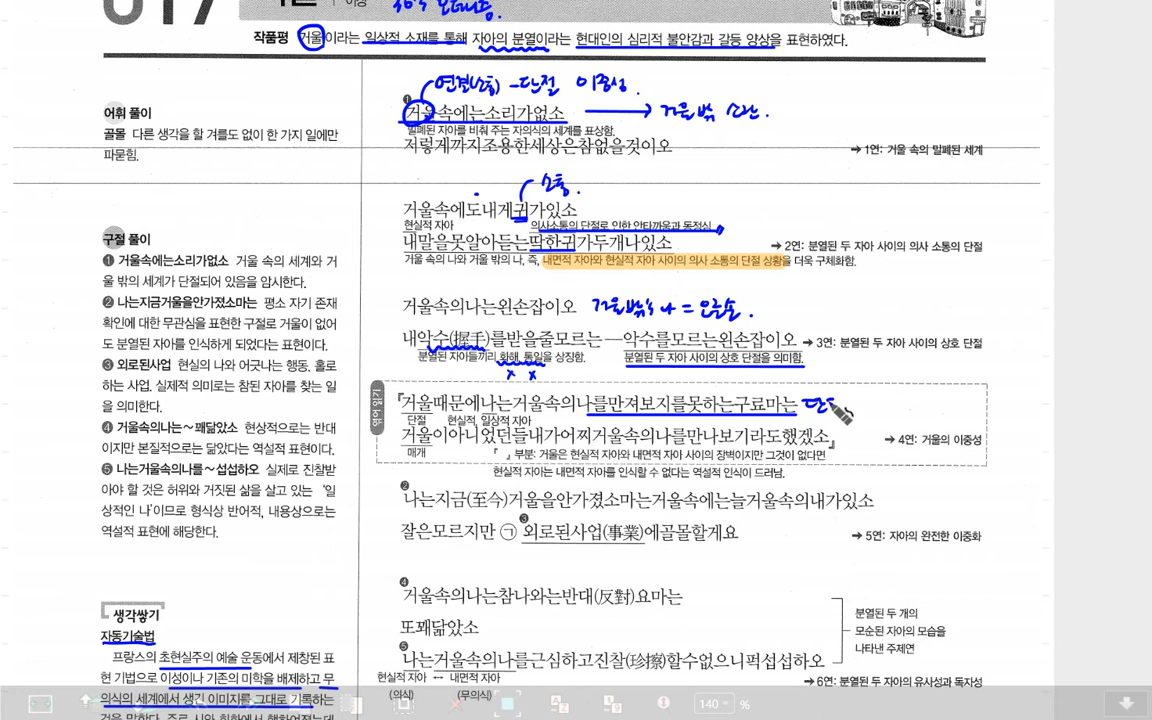 작품평 거울이라는 일상적 소재를 통해 자아의 분열이라는 현대인의 심리적 불안감과 갈등 양상을 표현하였다.
연결(소통) - 단절 이중성.
어휘 풀이
골몰 다른 생각을 할 겨를도 없이 한 가지 일에만
파묻힘.
❶
거울속에는소리가없소 → 거울 밖
밀폐된 자아를 비춰 주는 자의식의 세계를 표상함.
저렇게까지조용한세상은참없을것이오
➔ 1연: 거울 속의 밀폐된 세계
소통.
거울속에도내게귀가있소
현실적 자아 의사소통의 단절로 인한 안타까움과 동정심
내말을못알아듣는딱한귀가두개나있소
➔ 2연: 분열된 두 자아 사이의 의사 소통의 단절
거울 속의 나와 거울 밖의 나, 즉, 내면적 자아와 현실적 자아 사이의 의사 소통의 단절 상황을 더욱 구체화함.
구절 풀이
❶ 거울속에는소리가없소 거울 속의 세계와 거
울 밖의 세계가 단절되어 있음을 암시한다.
❷ 나는지금거울을안가졌소마는 평소 자기 존재
확인에 대한 무관심을 표현한 구절로 거울이 없어
도 분열된 자아를 인식하게 되었다는 표현이다.
❸ 외로된사업 현실의 나와 어긋나는 행동. 홀로
하는 사업. 실제적 의미로는 참된 자아를 찾는 일
을 의미한다.
❹ 거울속의나는～꽤닮았소 현상적으로는 반대
이지만 본질적으로는 닮았다는 역설적 표현이다.
❺ 나는거울속의나를～섭섭하오 실제로 진찰받
아야 할 것은 허위와 거짓된 삶을 살고 있는 '일
상적인 나'이므로 형식상 반어적, 내용상으로는
역설적 표현에 해당한다.
거울속의나는왼손잡이오 거울밖의 나 = 오른손.
내악수(握手)를받을줄모르는—악수를모르는왼손잡이오
➔ 3연: 분열된 두 자아 사이의 상호 단절
분열된 자아들끼리 화해, 통일을 상징함. 분열된 두 자아 사이의 상호 단절을 의미함.
x x
엮어 읽기
『거울때문에나는거울속의나를만져보지를못하는구료마는
단절 현실적, 일상적 자아
거울이아니었던들내가어찌거울속의나를만나보기라도했겠소』
➔ 4연: 거울의 이중성
매개 『 』부분: 거울은 현실적 자아와 내면적 자아 사이의 장벽이지만 그것이 없다면
현실적 자아는 내면적 자아를 인식할 수 없다는 역설적 인식이 드러남.
❷
나는지금(至今)거울을안가졌소마는거울속에는늘거울속의내가있소
❸
잘은모르지만 ㉠ 외로된사업(事業)에골몰할게요
➔ 5연: 자아의 완전한 이중화
❹
거울속의나는참나와는반대(反對)요마는
또꽤닮았소
❺
나는거울속의나를근심하고진찰(珍擦)할수없으니퍽섭섭하오
현실적 자아 ↔ 내면적 자아
(의식) (무의식)
분열된 두 개의
모순된 자아의 모습을
나타낸 주제연
➔ 6연: 분열된 두 자아의 유사성과 독자성
생각쌓기
자동기술법
프랑스의 초현실주의 예술 운동에서 제창된 표
현 기법으로 이성이나 기존의 미학을 배제하고 무
의식의 세계에서 생긴 이미지를 그대로 기록하는
140 %